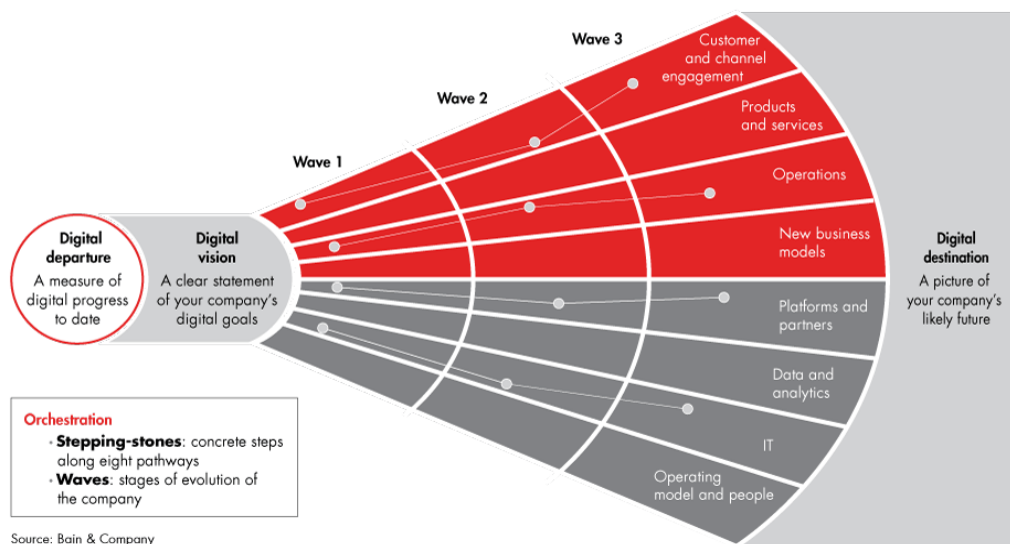 Wave 3
Wave 2
Wave 1
Customer
and channel
engagement
Products
and services
Operations
New business
models
Platforms and
partners
Data and
analytics
IT
Operating
model and people
Digital
departure
A measure of
digital progress
to date
Digital
vision
A clear statement
of your company's
digital goals
Digital
destination
A picture of
your company's
likely future
Orchestration
• Stepping-stones: concrete steps
along eight pathways
• Waves: stages of evolution of
the company
Source: Bain & Company